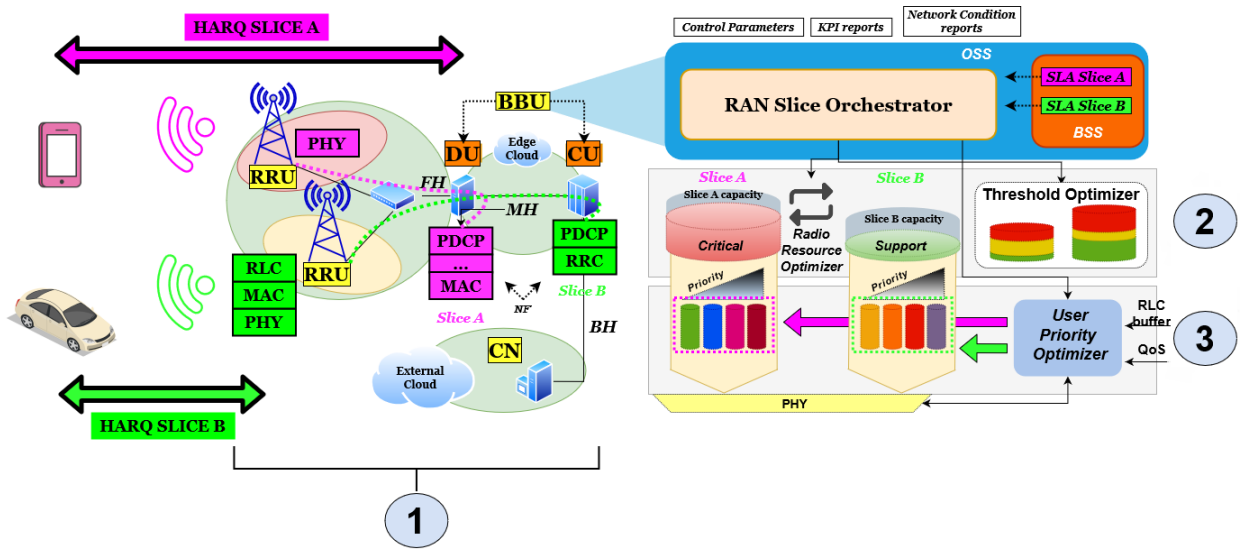 HARQ SLICE A
Control Parameters
KPI reports
Network Condition
reports
OSS
RAN Slice Orchestrator
SLA Slice A
SLA Slice B
BSS
BBU
PHY
RRU
RRU
DU
Edge
Cloud
CU
FH
MH
PDCP
...
MAC
Slice A
PDCP
RRC
Slice B
NF
BH
RLC
MAC
PHY
CN
External
Cloud
HARQ SLICE B
1
Slice A
Slice B
Slice A capacity
Critical
Radio
Resource
Optimizer
Slice B capacity
Support
Threshold Optimizer
2
Priority
Priority
User
Priority
Optimizer
RLC
buffer
QoS
3
PHY